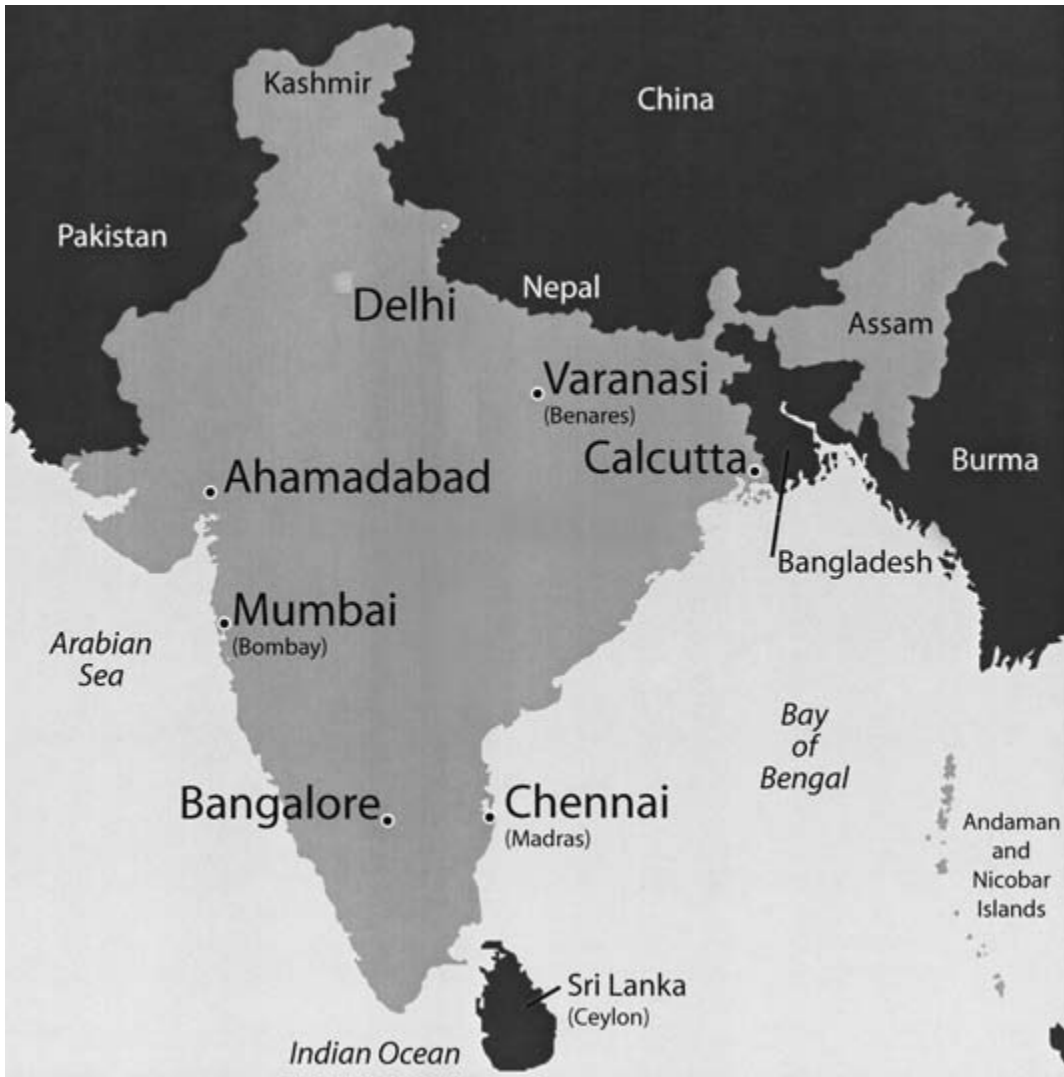 Kashmir
China
Pakistan
Delhi
Nepal
Assam
Varanasi
(Benares)
Calcutta
Burma
Ahamadabad
Bangladesh
Mumbai
(Bombay)
Arabian
Sea
Bay
of
Bengal
Bangalore
Chennai
(Madras)
Andaman
and
Nicobar
Islands
Sri Lanka
(Ceylon)
Indian Ocean